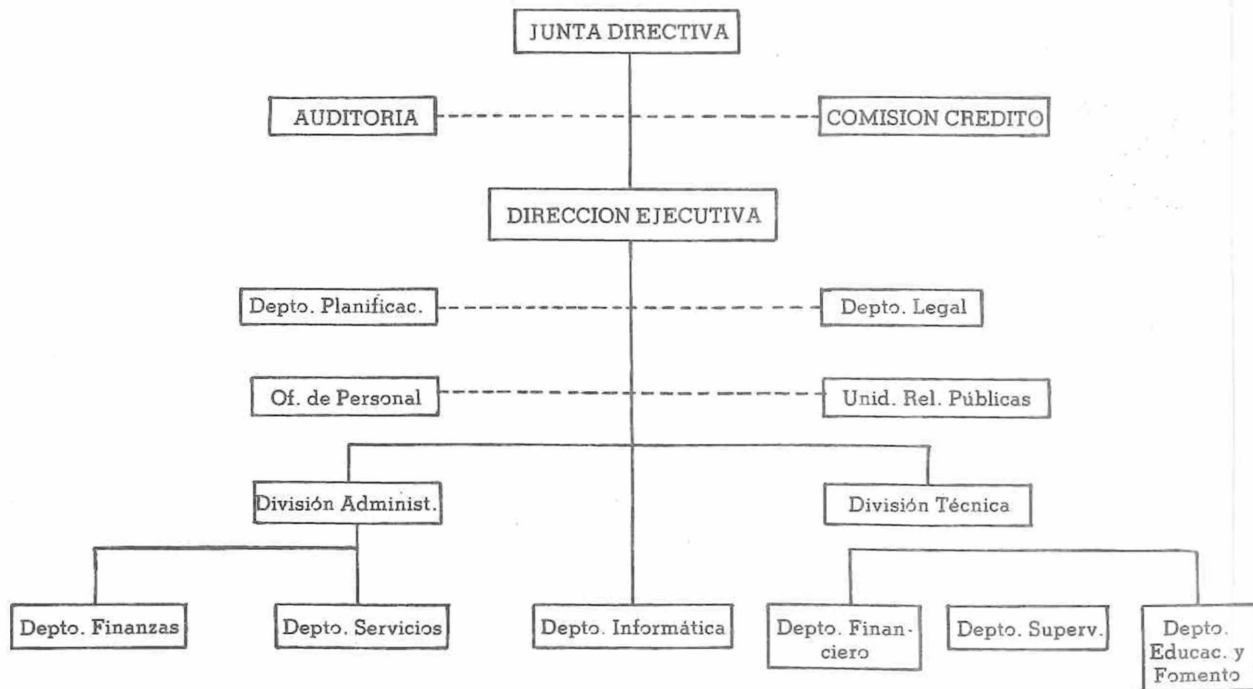 JUNTA DIRECTIVA
AUDITORIA
COMISION CREDITO
DIRECCION EJECUTIVA
Depto. Planificac.
Depto. Legal
Of. de Personal
Unid. Rel. Públicas
División Administ.
División Técnica
Depto. Finanzas
Depto. Servicios
Depto. Informática
Depto. Finan-
ciero
Depto. Superv.
Depto.
Educac. y
Fomento